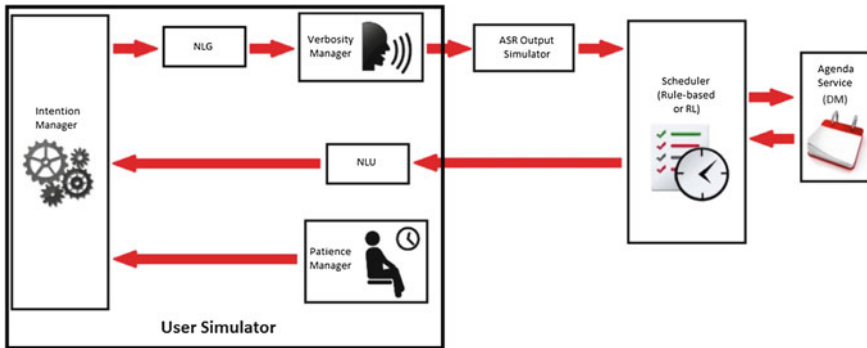 NLG
Verbosity
Manager
ASR Output
Simulator
Scheduler
(Rule-based
or RL)
Agenda
Service
(DM)
Intention
Manager
NLU
Patience
Manager
User Simulator